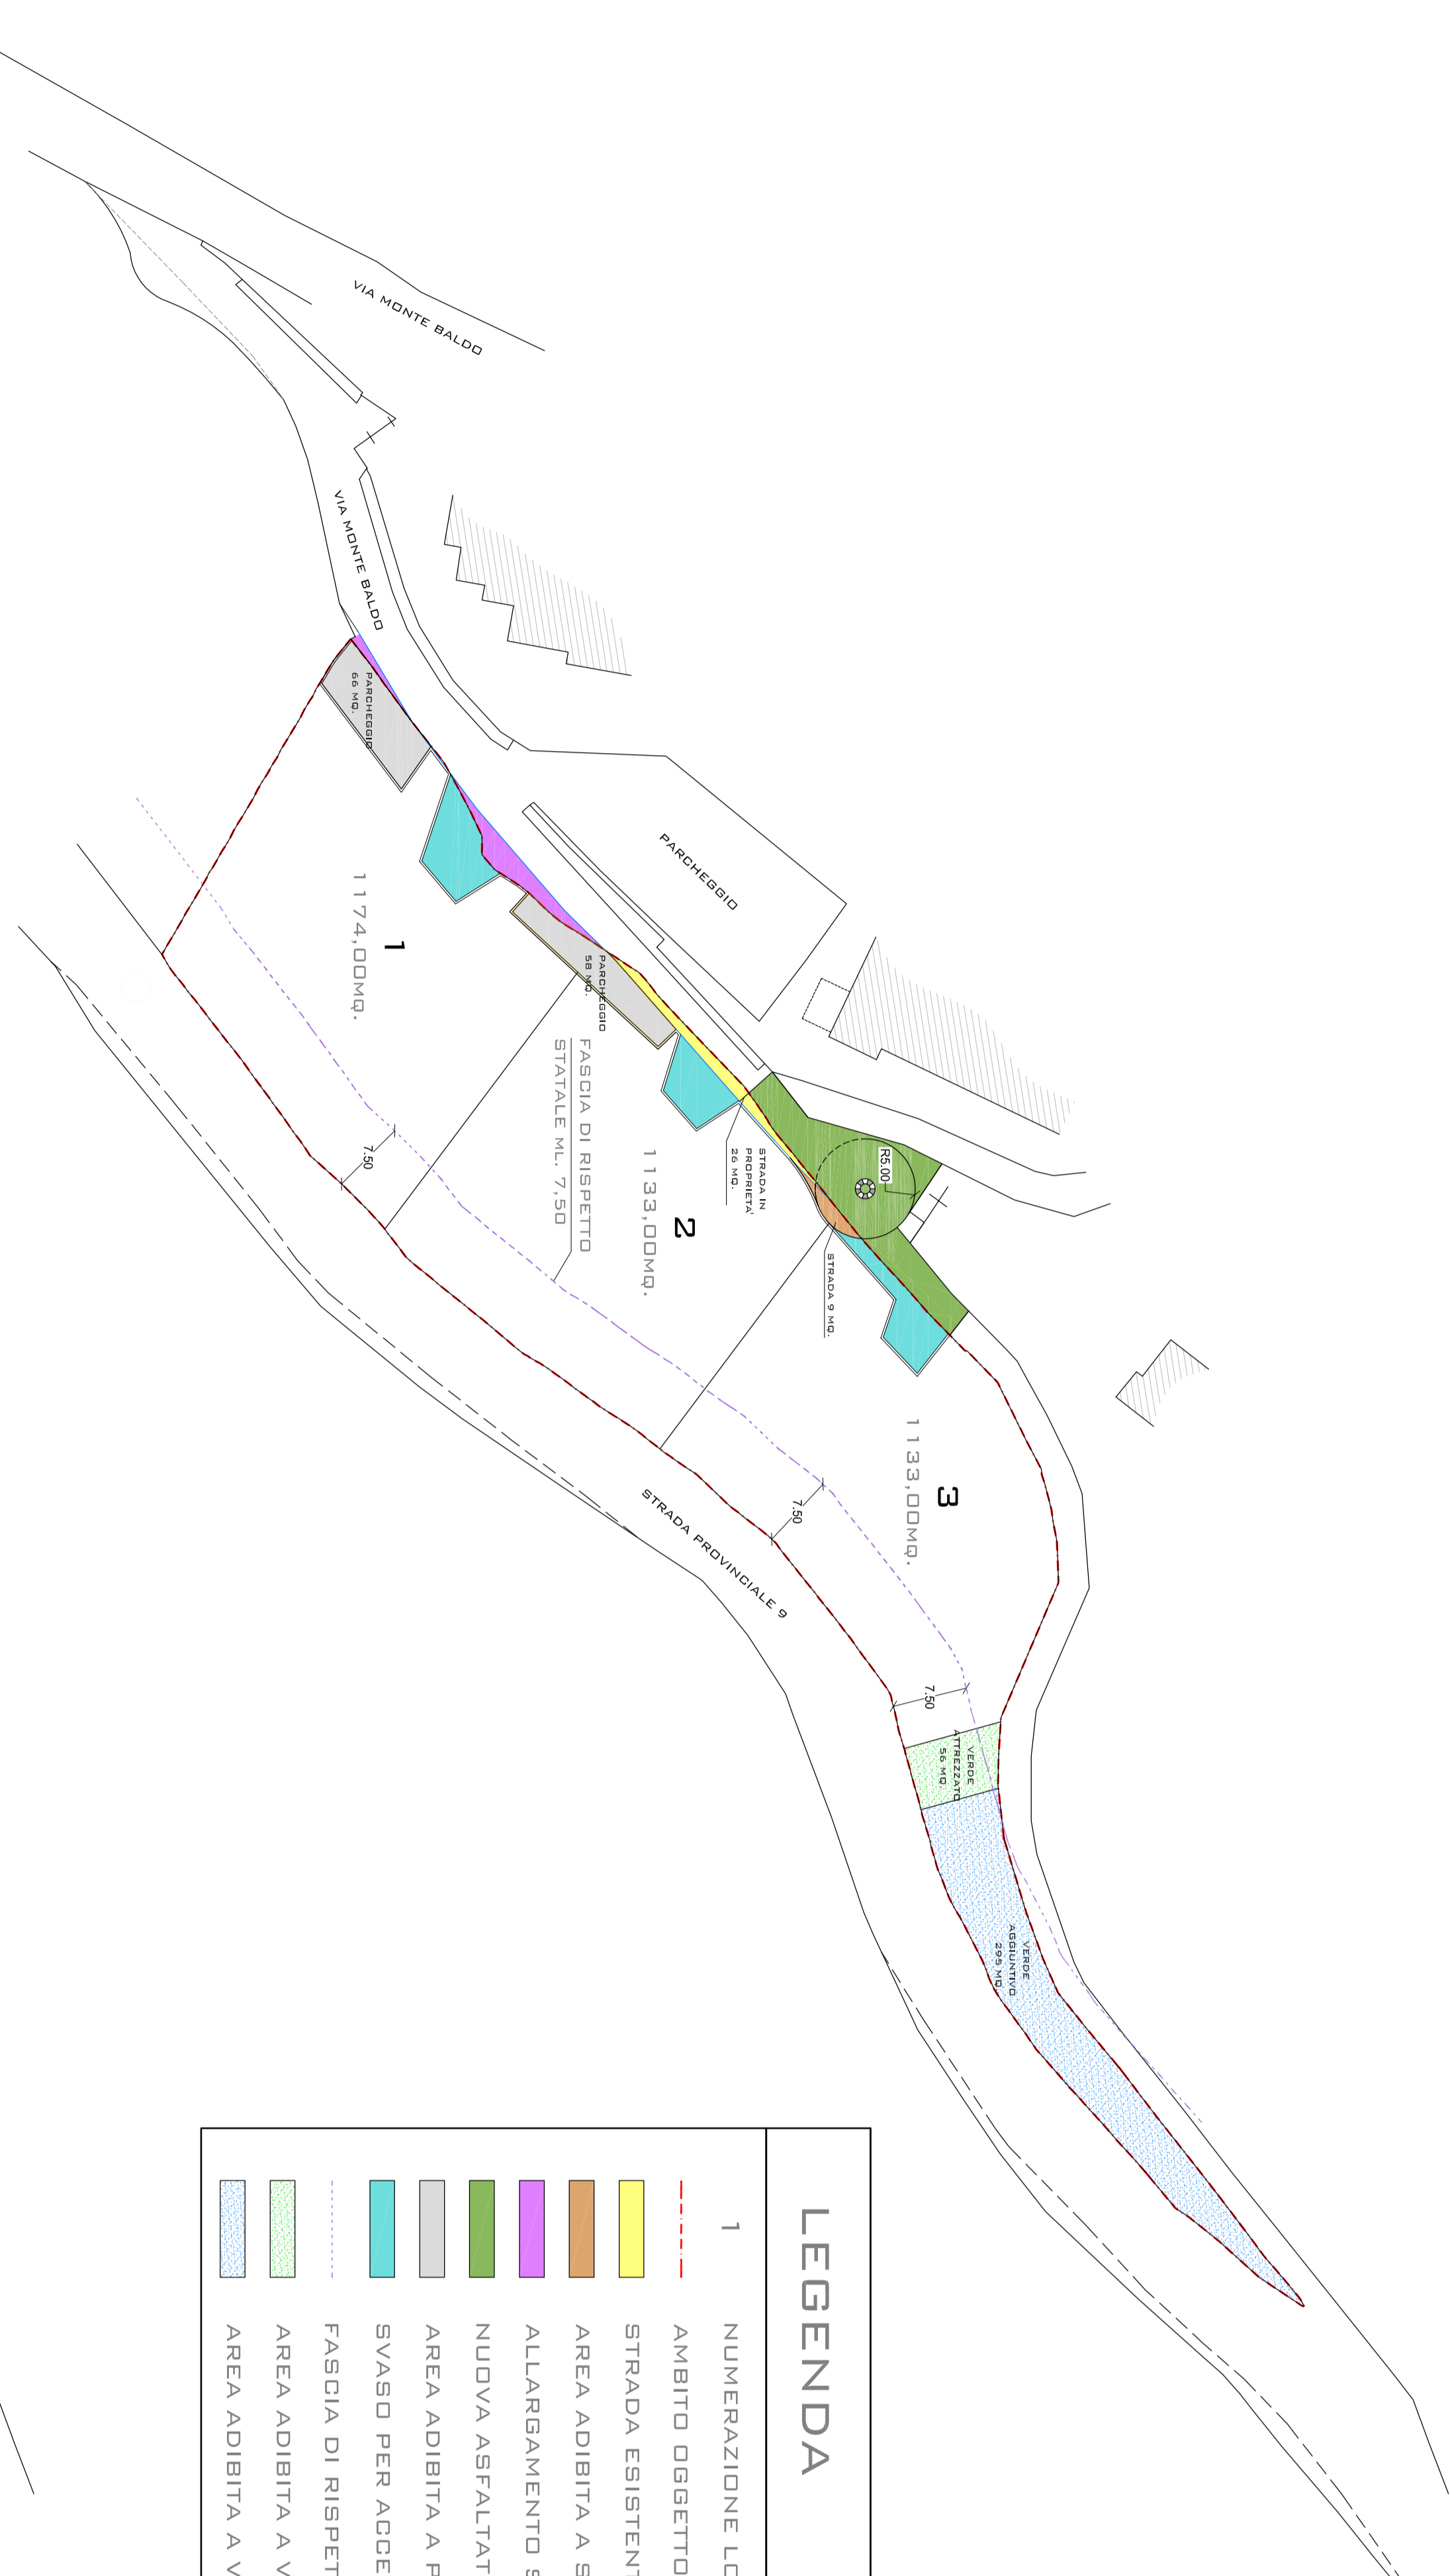 VIA MONTE BALDO
VIA MONTE BALDO
PARCHEGGIO
66 MQ.
PARCHEGGIO
1
1174,00MQ.
PARCHEGGIO
58 MQ.
FASCIA DI RISPETTO
STATALE ML. 7,50
7.50
STRADA IN
PROPRIETA'
26 MQ.
R5.00
2
1133,00MQ.
STRADA 9 MQ.
3
1133,00MQ.
7.50
STRADA PROVINCIALE 9
7.50
VERDE
ATTREZZATO
56 MQ.
VERDE
AGGIUNTIVO
295 MQ
LEGENDA
1 NUMERAZIONE
AMBITO OGGETTO
STRADA
AREA ADIBITA A
ALLARGAMENTO
NUOVA
AREA ADIBITA A
SVASO PER
FASCIA DI
AREA ADIBITA A
AREA ADIBITA A